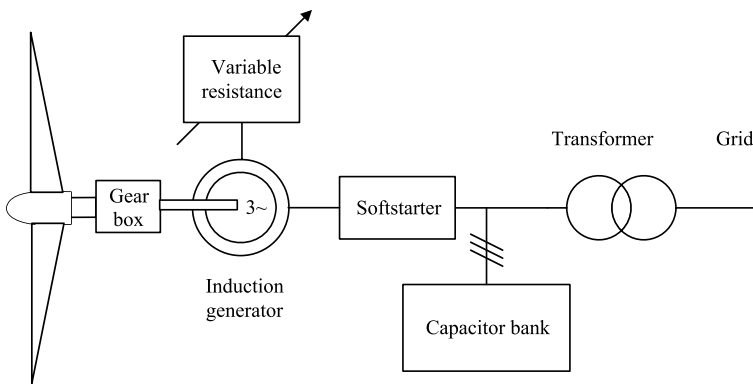 Variable
resistance
Transformer
Grid
Gear
box
3~
Softstarter
Induction
generator
Capacitor bank